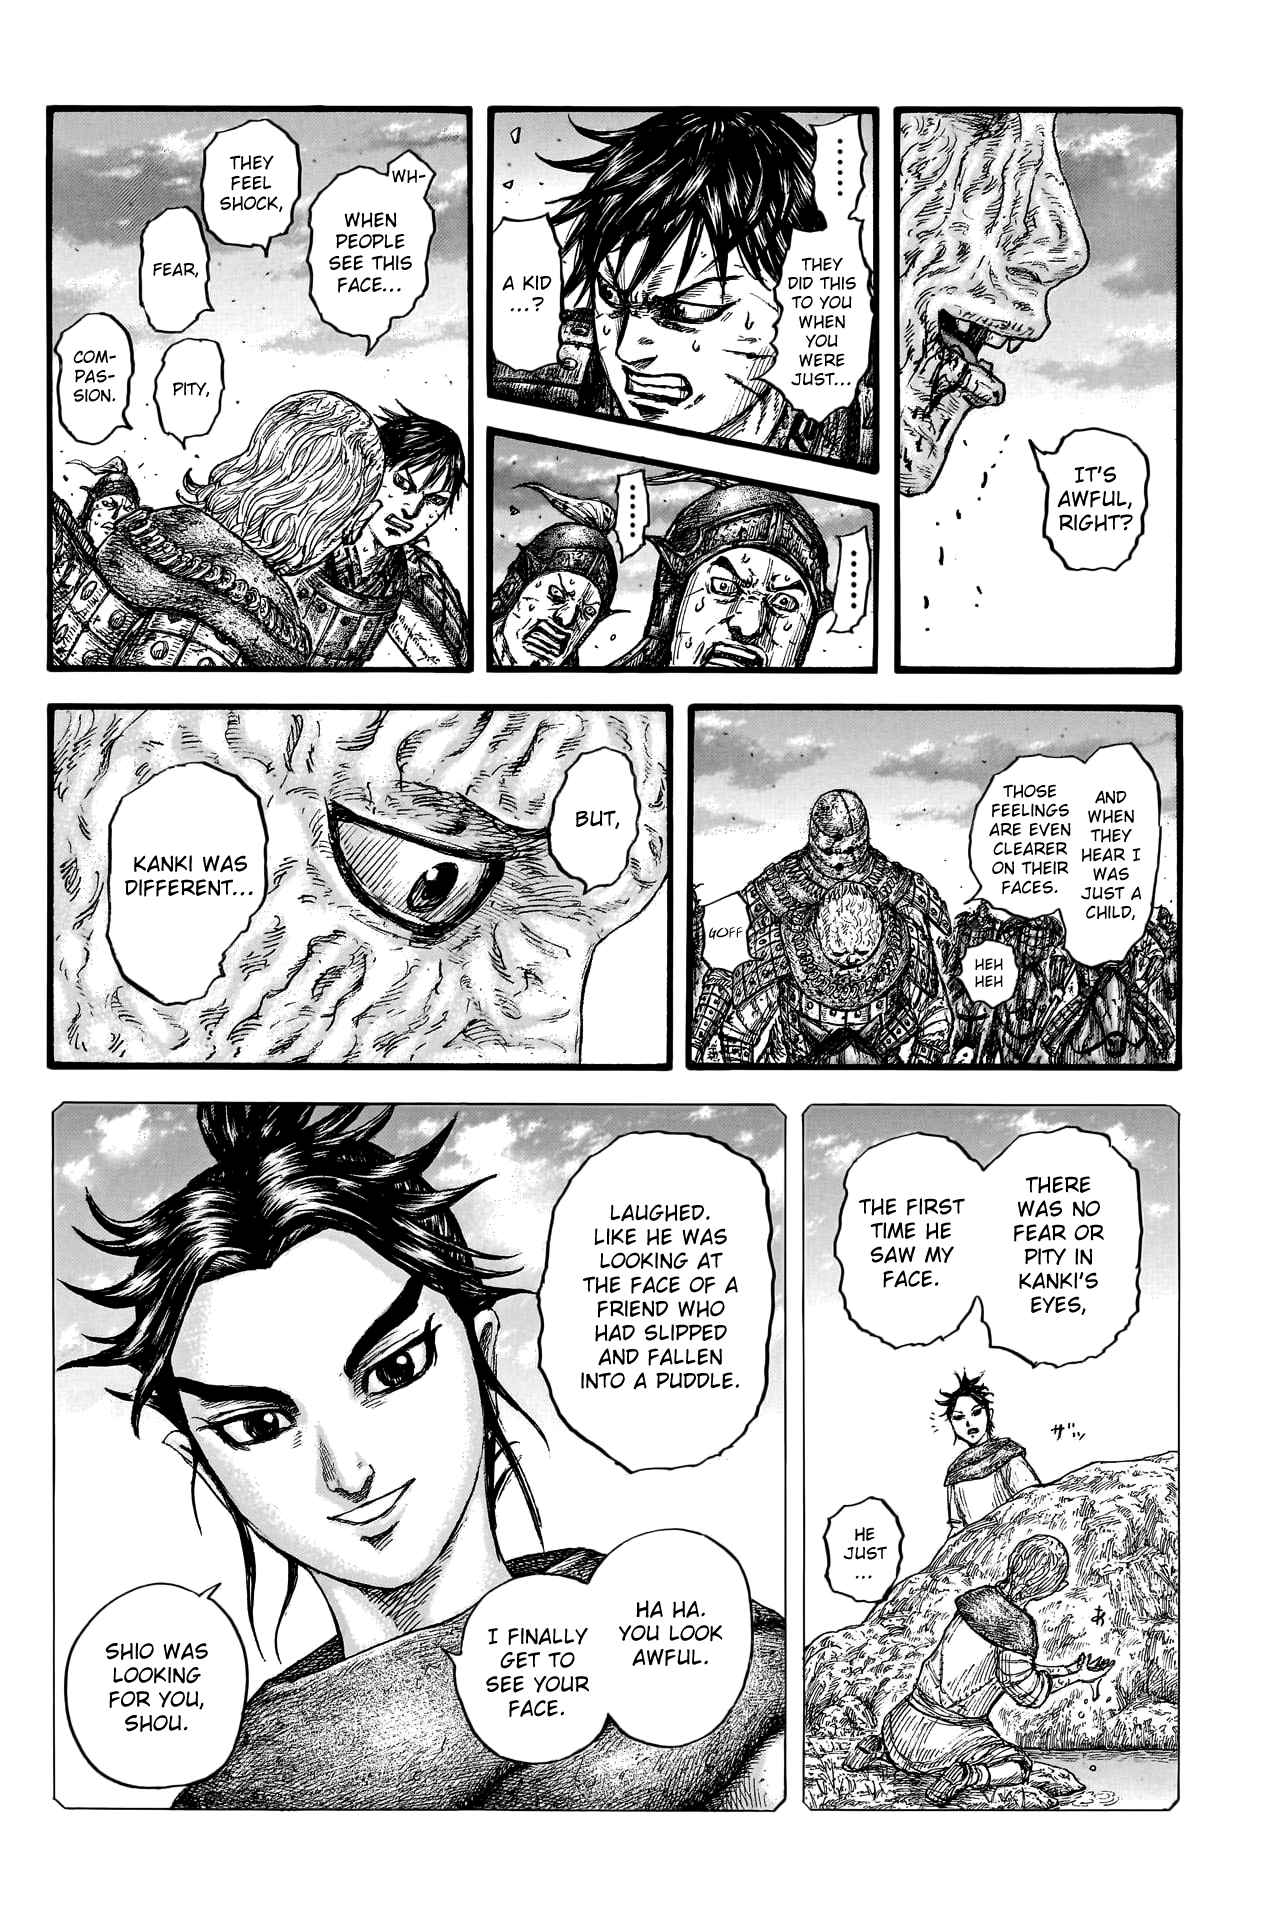 IT'S
AWFUL,
RIGHT?
THEY
DID THIS
TO YOU
WHEN
YOU
WERE
JUST...
A KID
...?
WH-
WHEN
PEOPLE
SEE THIS
FACE...
THEY
FEEL
SHOCK,
FEAR,
PITY,
COM-
PAS-
SION.
AND
WHEN
THEY
HEAR I
WAS
JUST A
CHILD,
THOSE
FEELINGS
ARE EVEN
CLEARER
ON THEIR
FACES.
HEH
HEH
GOFF
BUT,
KANKI WAS
DIFFERENT...
THERE
WAS NO
FEAR OR
PITY IN
KANKI'S
EYES,
THE FIRST
TIME HE
SAW MY
FACE.
ザッ
HE
JUST
...
LAUGHED.
LIKE HE WAS
LOOKING AT
THE FACE OF A
FRIEND WHO
HAD SLIPPED
AND FALLEN
INTO A PUDDLE.
HA HA.
YOU LOOK
AWFUL.
I FINALLY
GET TO
SEE YOUR
FACE.
SHIO WAS
LOOKING
FOR YOU,
SHOU.